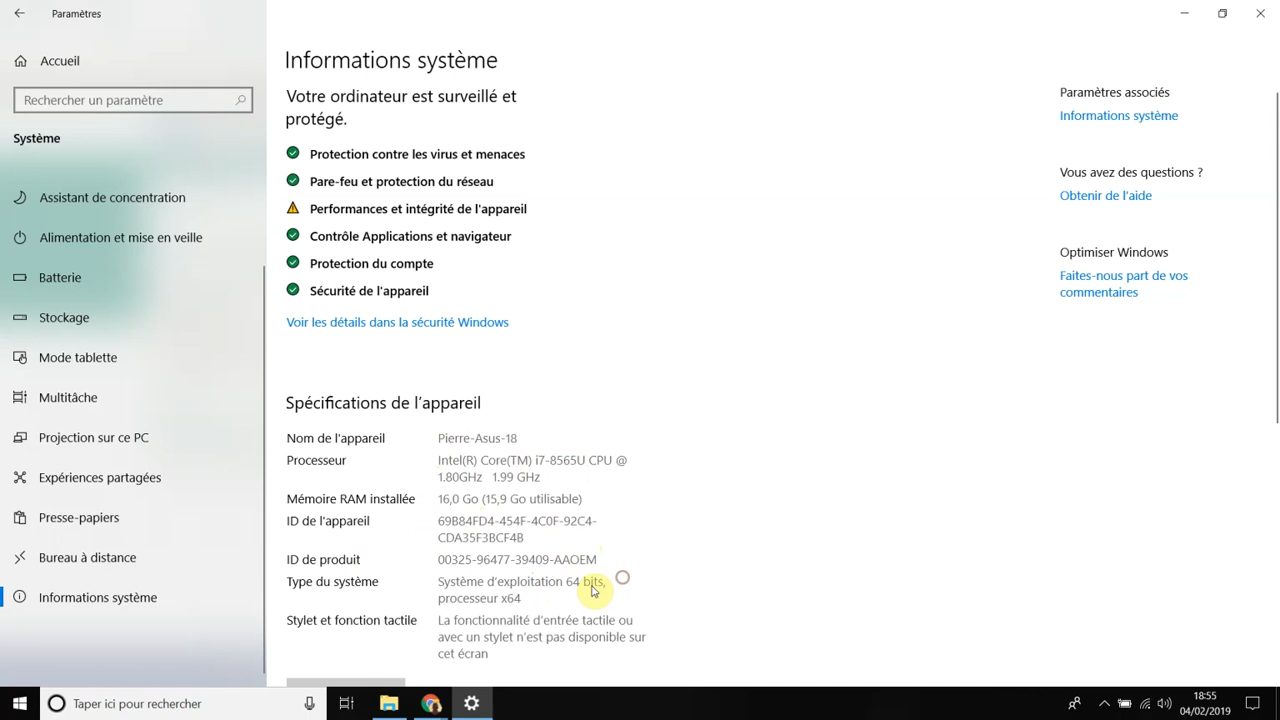 Paramètres
Accueil
Rechercher un paramètre
Système
Assistant de concentration
Alimentation et mise en veille
Batterie
Stockage
Mode tablette
Multitâche
Projection sur ce PC
Expériences partagées
Presse-papiers
Bureau à distance
Informations système
Informations système
Votre ordinateur est surveillé et
protégé.
Protection contre les virus et menaces
Pare-feu et protection du réseau
Performances et intégrité de l'appareil
Contrôle Applications et navigateur
Protection du compte
Sécurité de l'appareil
Voir les détails dans la sécurité Windows
Spécifications de l'appareil
Nom de l'appareil Pierre-Asus-18
Processeur Intel(R) Core(TM) i7-8565U CPU @
1.80GHz 1.99 GHz
Mémoire RAM installée 16,0 Go (15,9 Go utilisable)
ID de l'appareil 69B84FD4-454F-4C0F-92C4-
CDA35F3BCF4B
ID de produit 00325-96477-39409-AAOEM
Type du système Système d'exploitation 64 bits,
processeur x64
Stylet et fonction tactile La fonctionnalité d'entrée tactile ou
avec un stylet n'est pas disponible sur
cet écran
Paramètres associés
Informations système
Vous avez des questions ?
Obtenir de l'aide
Optimiser Windows
Faites-nous part de vos
commentaires
Taper ici pour rechercher
18:55
04/02/2019